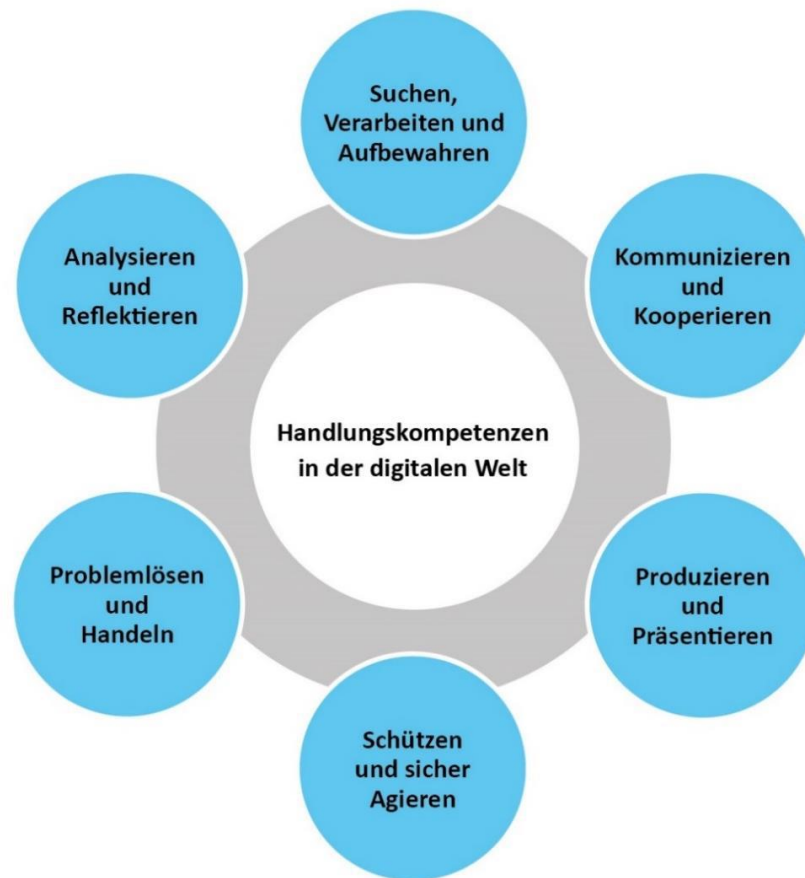 Suchen,
Verarbeiten und
Aufbewahren
Kommunizieren
und
Kooperieren
Produzieren
und
Präsentieren
Schützen
und sicher
Agieren
Problemlösen
und
Handeln
Analysieren
und
Reflektieren
Handlungskompetenzen
in der digitalen Welt